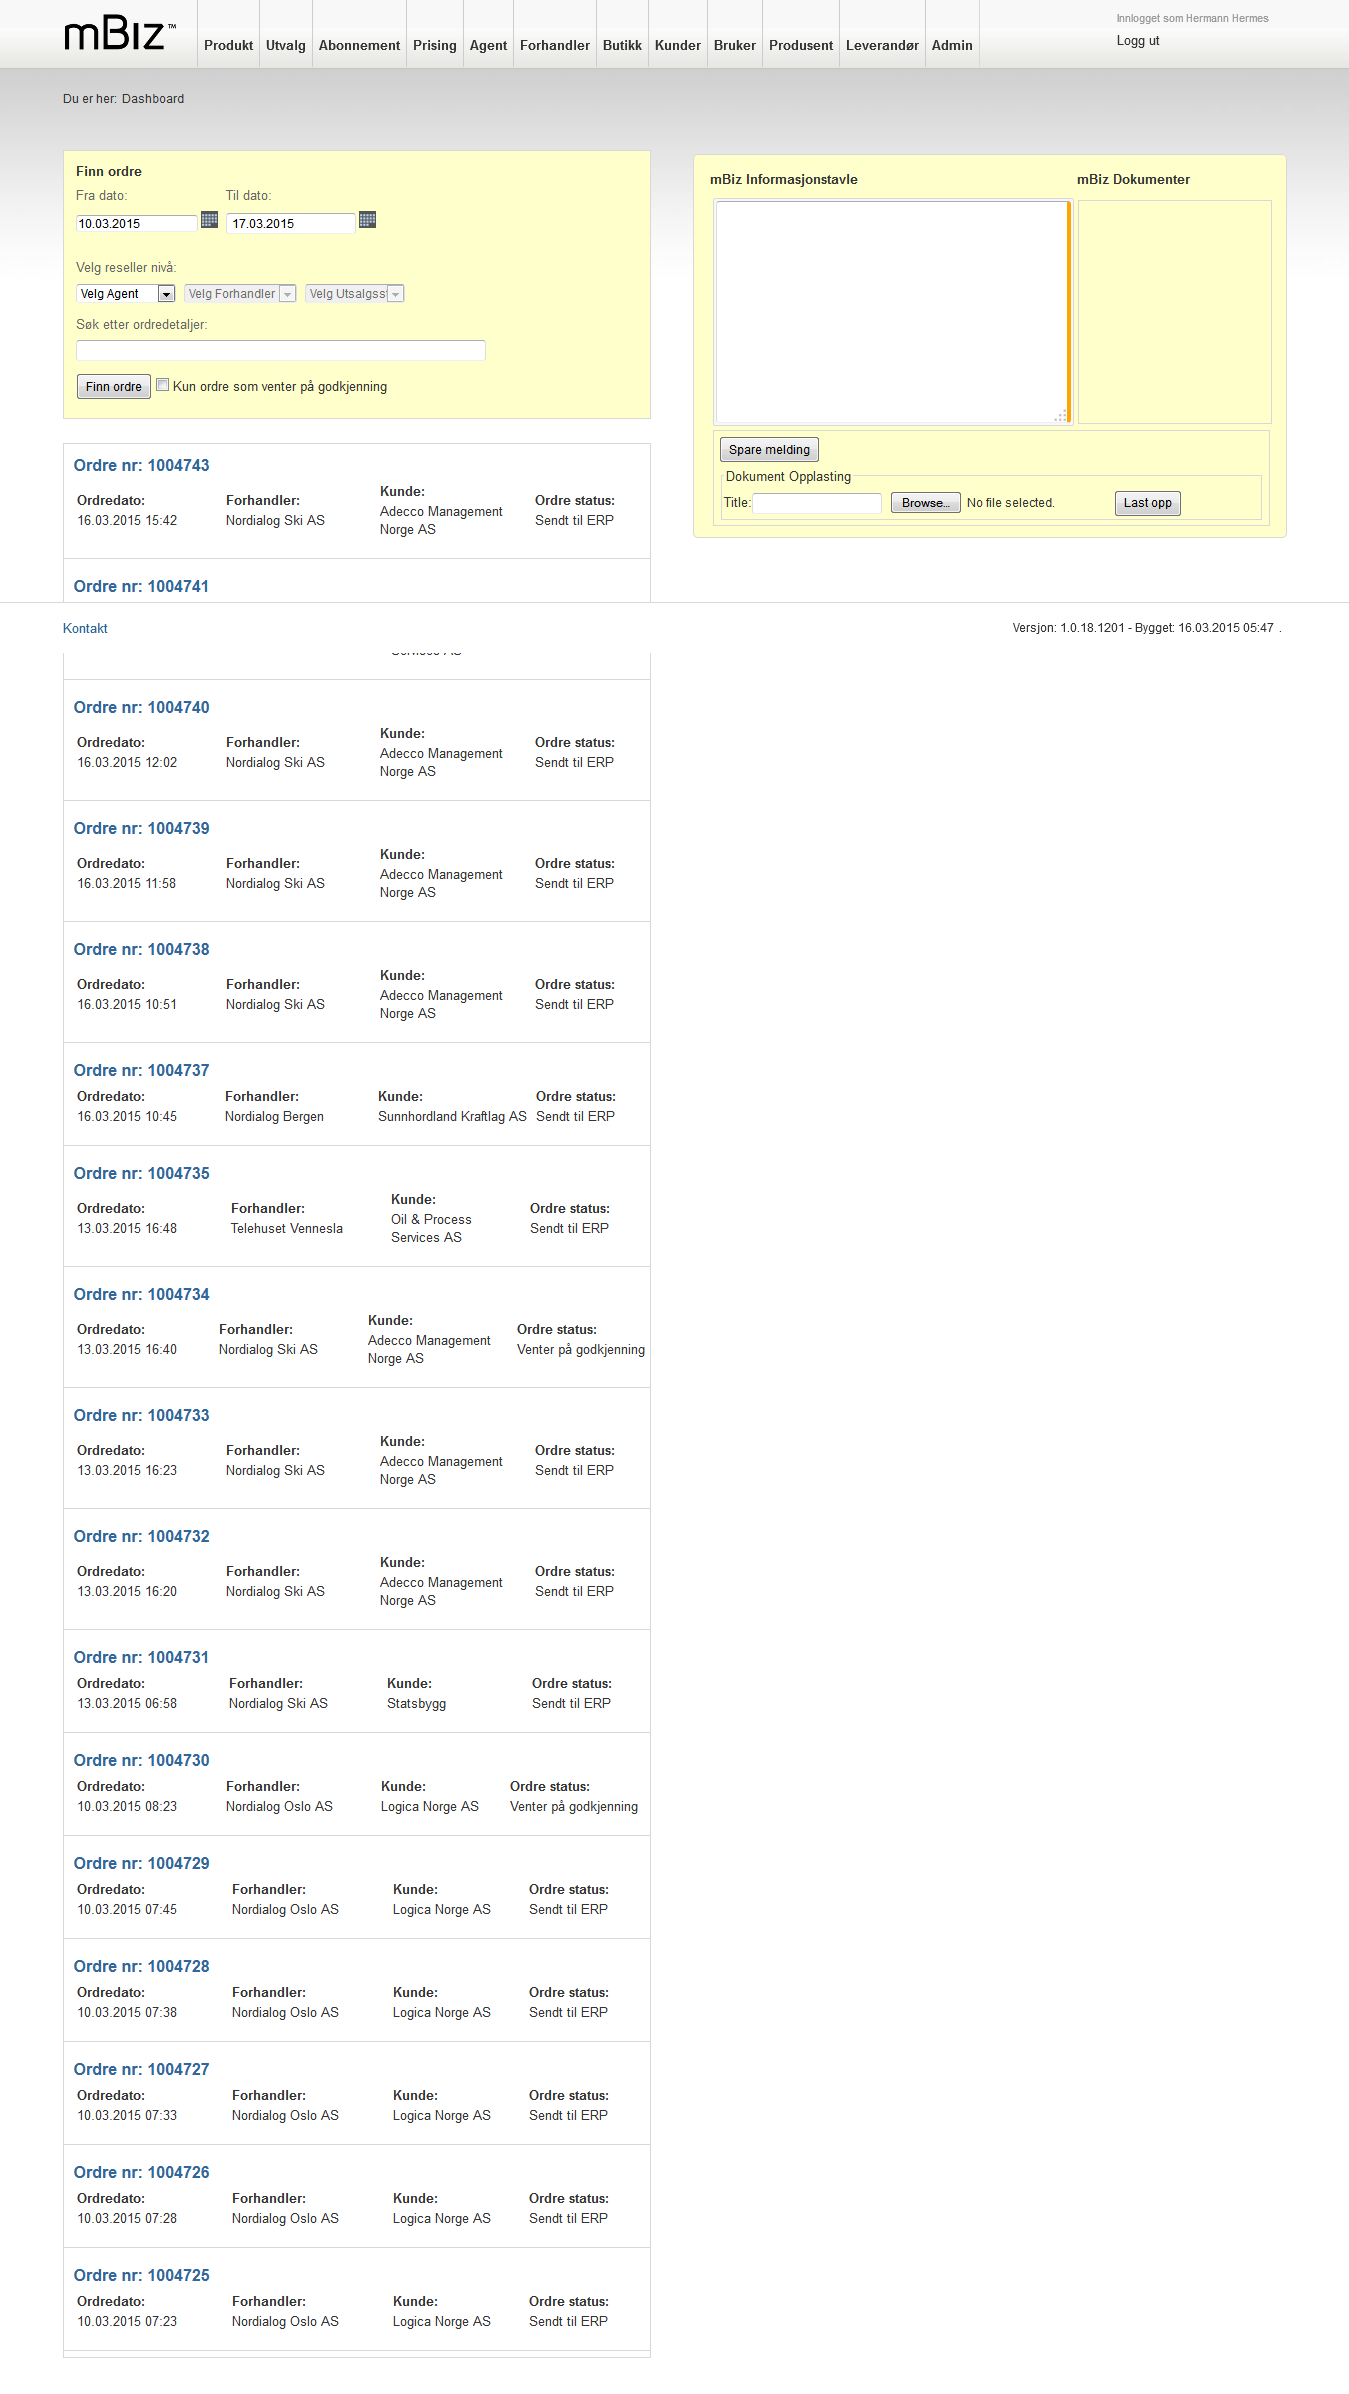 mBiz™
Produkt Utvalg Abonnement Prising Agent Forhandler Butikk Kunder Bruker Produsent Leverandør Admin
Innlogget som Hermann Hermes
Logg ut
Du er her: Dashboard
Finn ordre
Fra dato: Til dato:
10.03.2015 17.03.2015
Velg reseller nivå:
Velg Agent Velg Forhandler Velg Utsalgss
Søk etter ordredetaljer:
Finn ordre Kun ordre som venter på godkjenning
mBiz Informasjonstavle mBiz Dokumenter
Spare melding
Dokument Opplasting
Title: Browse... No file selected. Last opp
Ordre nr: 1004743
Ordredato: Forhandler: Kunde: Ordre status:
16.03.2015 15:42 Nordialog Ski AS Adecco Management Sendt til ERP
Norge AS
Ordre nr: 1004741
Kontakt Versjon: 1.0.18.1201 - Bygget: 16.03.2015 05:47 .
Ordre nr: 1004740
Ordredato: Forhandler: Kunde: Ordre status:
16.03.2015 12:02 Nordialog Ski AS Adecco Management Sendt til ERP
Norge AS
Ordre nr: 1004739
Ordredato: Forhandler: Kunde: Ordre status:
16.03.2015 11:58 Nordialog Ski AS Adecco Management Sendt til ERP
Norge AS
Ordre nr: 1004738
Ordredato: Forhandler: Kunde: Ordre status:
16.03.2015 10:51 Nordialog Ski AS Adecco Management Sendt til ERP
Norge AS
Ordre nr: 1004737
Ordredato: Forhandler: Kunde: Ordre status:
16.03.2015 10:45 Nordialog Bergen Sunnhordland Kraftlag AS Sendt til ERP
Ordre nr: 1004735
Ordredato: Forhandler: Kunde: Ordre status:
13.03.2015 16:48 Telehuset Vennesla Oil & Process Sendt til ERP
Services AS
Ordre nr: 1004734
Ordredato: Forhandler: Kunde: Ordre status:
13.03.2015 16:40 Nordialog Ski AS Adecco Management Venter på godkjenning
Norge AS
Ordre nr: 1004733
Ordredato: Forhandler: Kunde: Ordre status:
13.03.2015 16:23 Nordialog Ski AS Adecco Management Sendt til ERP
Norge AS
Ordre nr: 1004732
Ordredato: Forhandler: Kunde: Ordre status:
13.03.2015 16:20 Nordialog Ski AS Adecco Management Sendt til ERP
Norge AS
Ordre nr: 1004731
Ordredato: Forhandler: Kunde: Ordre status:
13.03.2015 06:58 Nordialog Ski AS Statsbygg Sendt til ERP
Ordre nr: 1004730
Ordredato: Forhandler: Kunde: Ordre status:
10.03.2015 08:23 Nordialog Oslo AS Logica Norge AS Venter på godkjenning
Ordre nr: 1004729
Ordredato: Forhandler: Kunde: Ordre status:
10.03.2015 07:45 Nordialog Oslo AS Logica Norge AS Sendt til ERP
Ordre nr: 1004728
Ordredato: Forhandler: Kunde: Ordre status:
10.03.2015 07:38 Nordialog Oslo AS Logica Norge AS Sendt til ERP
Ordre nr: 1004727
Ordredato: Forhandler: Kunde: Ordre status:
10.03.2015 07:33 Nordialog Oslo AS Logica Norge AS Sendt til ERP
Ordre nr: 1004726
Ordredato: Forhandler: Kunde: Ordre status:
10.03.2015 07:28 Nordialog Oslo AS Logica Norge AS Sendt til ERP
Ordre nr: 1004725
Ordredato: Forhandler: Kunde: Ordre status:
10.03.2015 07:23 Nordialog Oslo AS Logica Norge AS Sendt til ERP